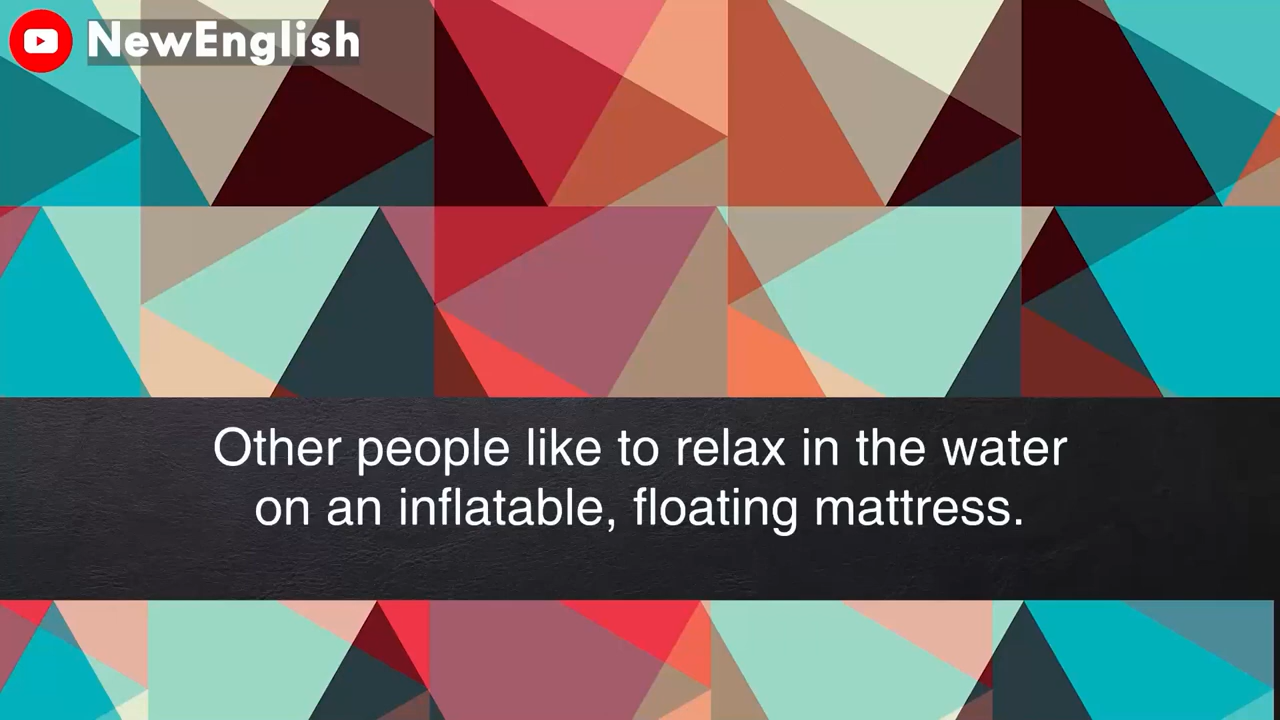 NewEnglish
Other people like to relax in the water
on an inflatable, floating mattress.